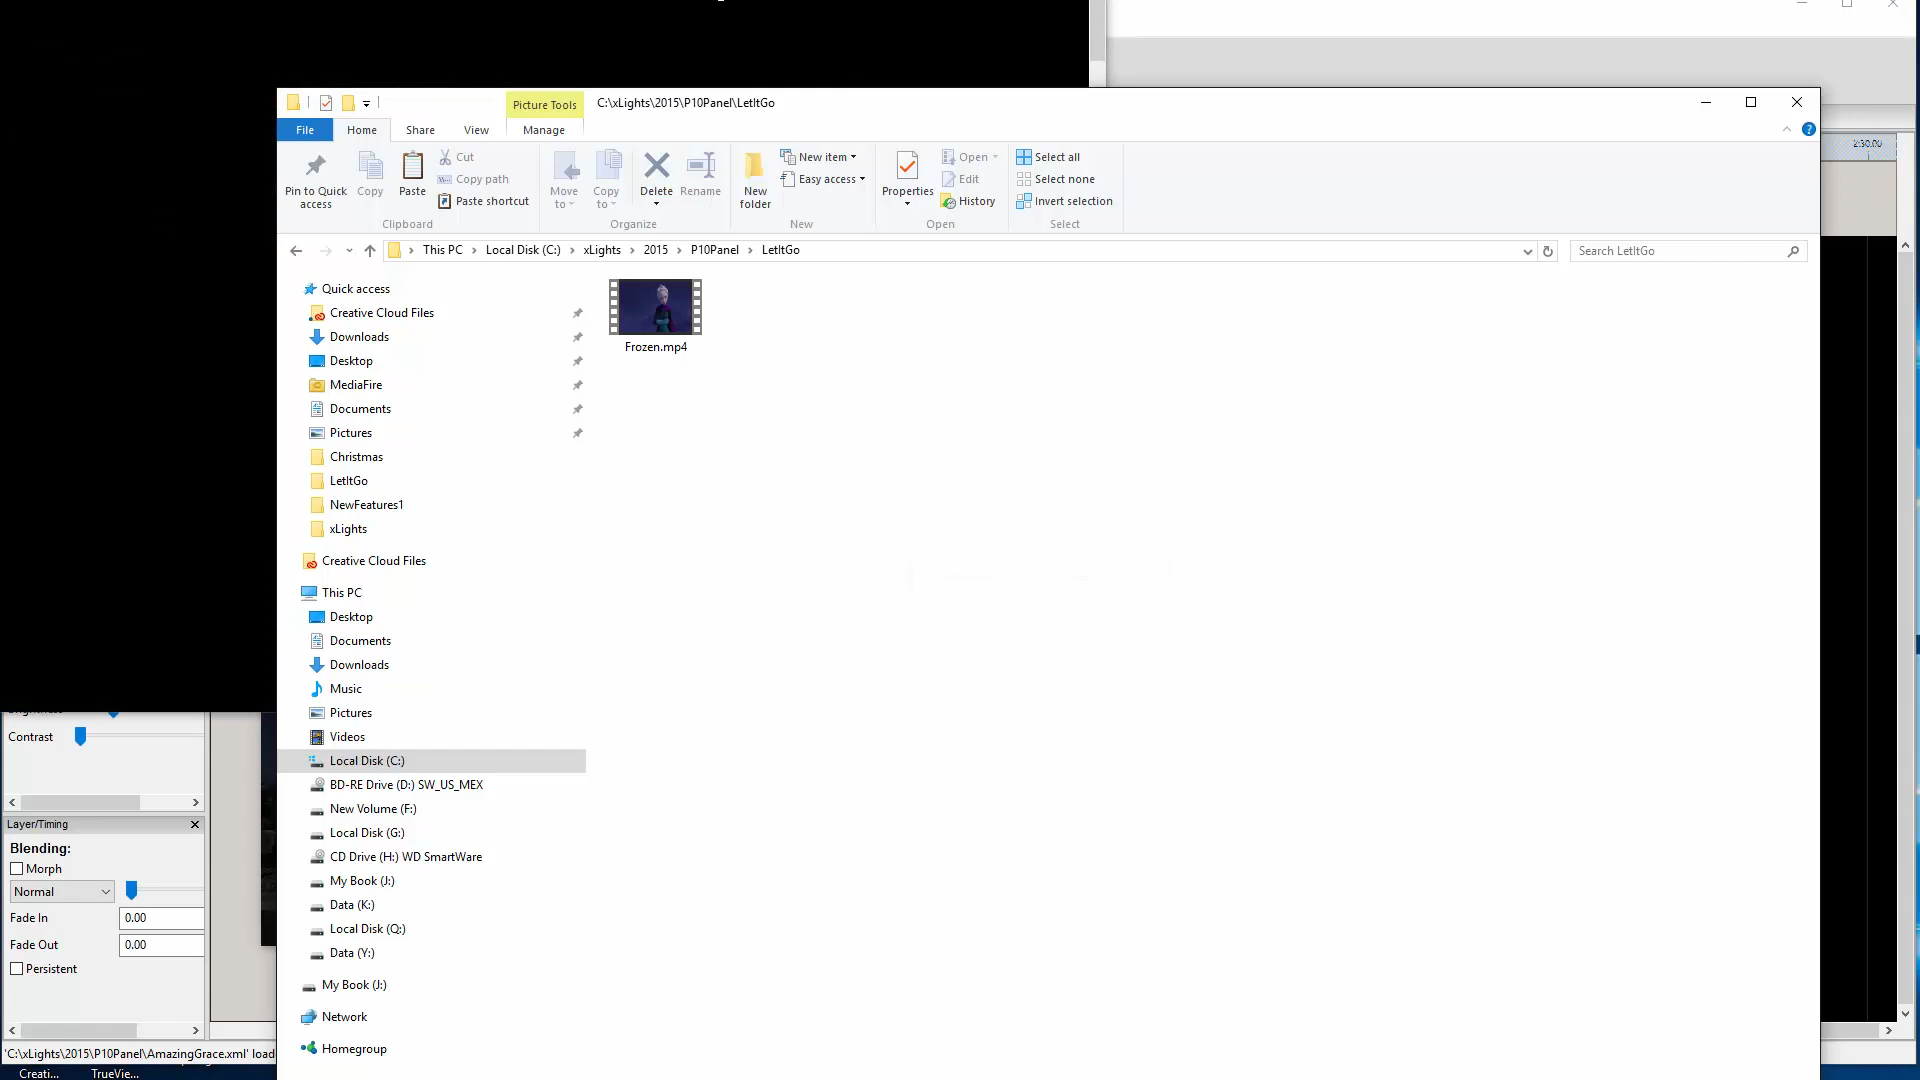 Picture Tools
C:\xLights\2015\P10Panel\LetItGo
File
Home
Share
View
Manage
2:30.00
Pin to Quick access
Copy
Paste
Cut
Copy path
Paste shortcut
Clipboard
Move to
Copy to
Delete
Rename
Organize
New folder
New item
Easy access
New
Properties
Open
Edit
History
Open
Select all
Select none
Invert selection
Select
This PC
Local Disk (C:)
xLights
2015
P10Panel
LetItGo
Search LetItGo
Quick access
Creative Cloud Files
Downloads
Desktop
MediaFire
Documents
Pictures
Christmas
LetItGo
NewFeatures1
xLights
Creative Cloud Files
This PC
Desktop
Documents
Downloads
Music
Pictures
Videos
Local Disk (C:)
BD-RE Drive (D:) SW_US_MEX
New Volume (F:)
Local Disk (G:)
CD Drive (H:) WD SmartWare
My Book (J:)
Data (K:)
Local Disk (Q:)
Data (Y:)
My Book (J:)
Network
Homegroup
Frozen.mp4
Contrast
Layer/Timing
Blending:
Morph
Normal
Fade In
0.00
Fade Out
0.00
Persistent
'C:\xLights\2015\P10Panel\AmazingGrace.xml' load
Creati...
TrueVie...